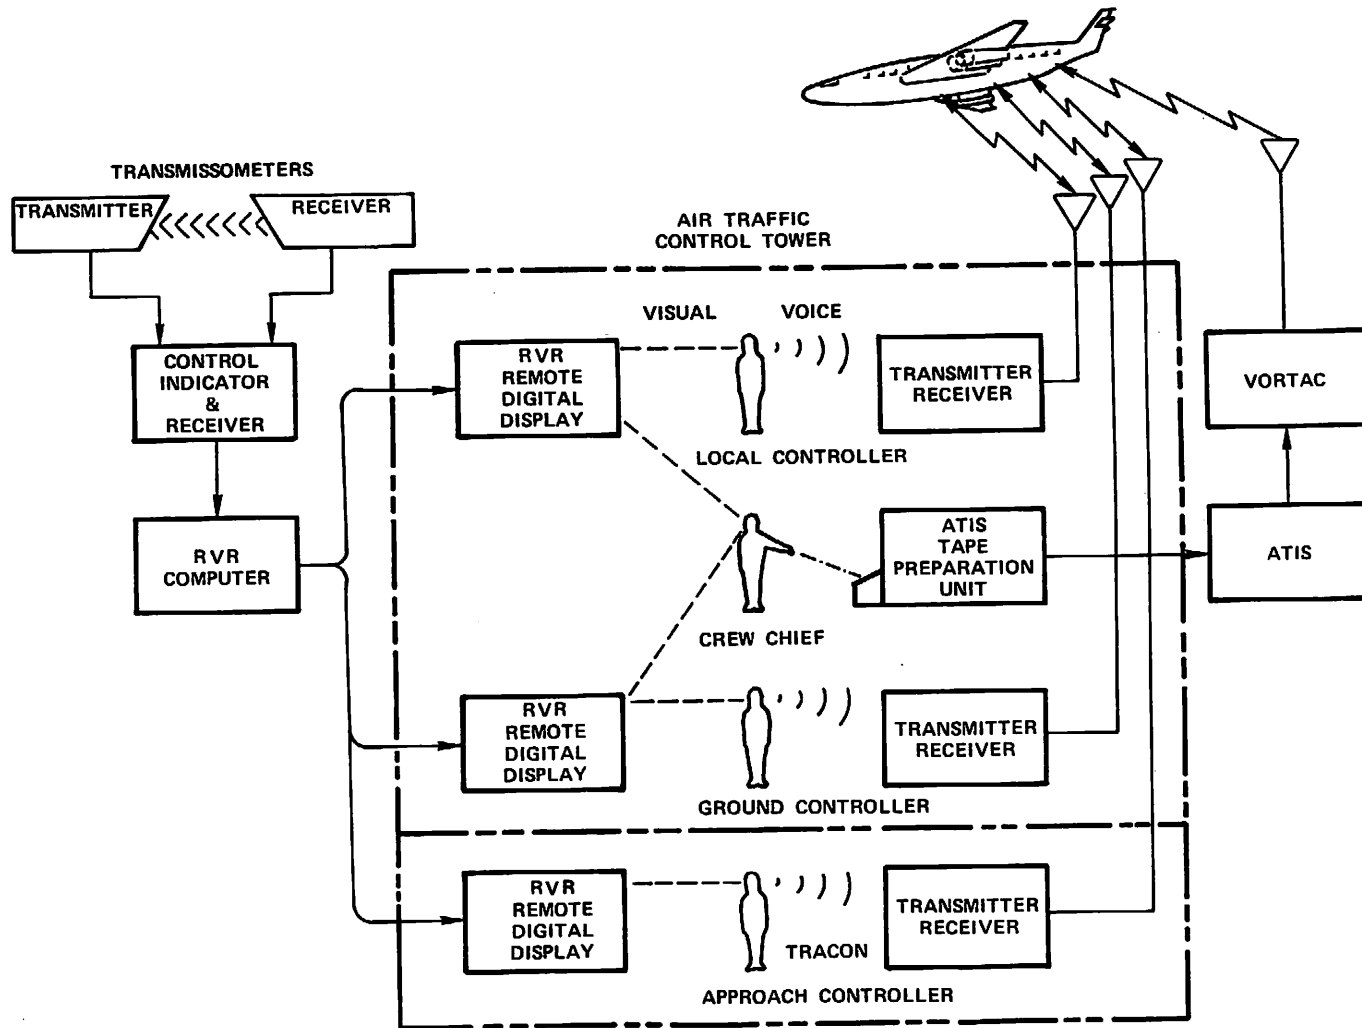 TRANSMISSOMETERS
TRANSMITTER
RECEIVER
AIR TRAFFIC
CONTROL TOWER
VISUAL
VOICE
CONTROL
INDICATOR
&
RECEIVER
RVR
REMOTE
DIGITAL
DISPLAY
TRANSMITTER
RECEIVER
VORTAC
LOCAL CONTROLLER
RVR
COMPUTER
ATIS
TAPE
PREPARATION
UNIT
ATIS
CREW CHIEF
RVR
REMOTE
DIGITAL
DISPLAY
TRANSMITTER
RECEIVER
GROUND CONTROLLER
RVR
REMOTE
DIGITAL
DISPLAY
TRANSMITTER
RECEIVER
TRACON
APPROACH CONTROLLER